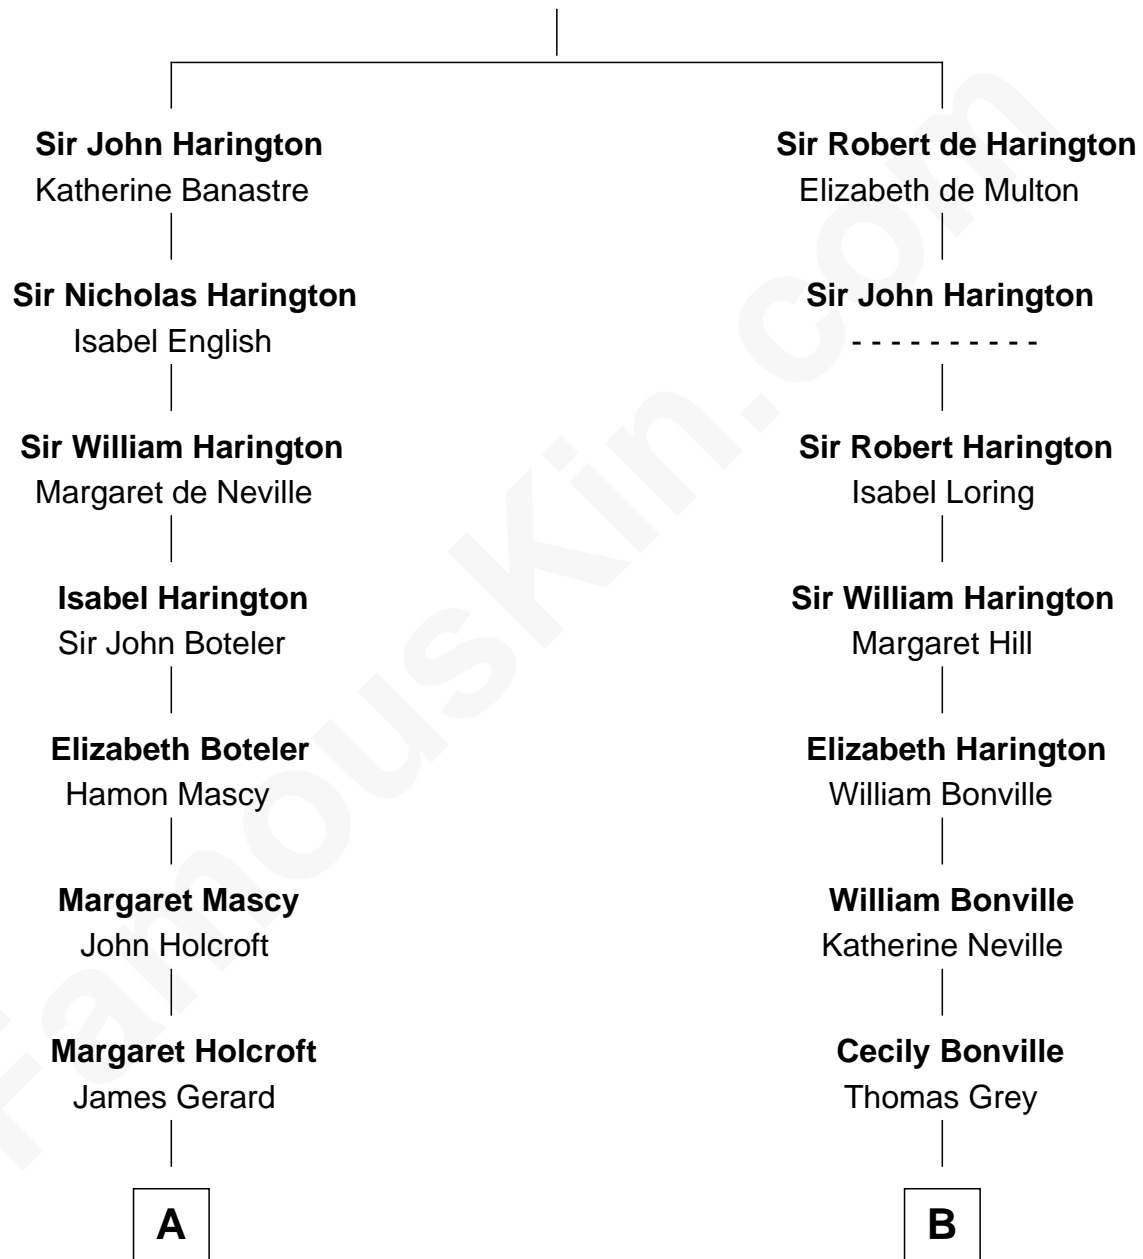 Sir John Harington
Katherine Banastre
Sir Nicholas Harington
Isabel English
Sir William Harington
Margaret de Neville
Isabel Harington
Sir John Boteler
Elizabeth Boteler
Hamon Mascy
Margaret Mascy
John Holcroft
Margaret Holcroft
James Gerard
A
Sir Robert de Harington
Elizabeth de Multon
Sir John Harington
- - - - - - - - - -
Sir Robert Harington
Isabel Loring
Sir William Harington
Margaret Hill
Elizabeth Harington
William Bonville
William Bonville
Katherine Neville
Cecily Bonville
Thomas Grey
B
FamousKin.com